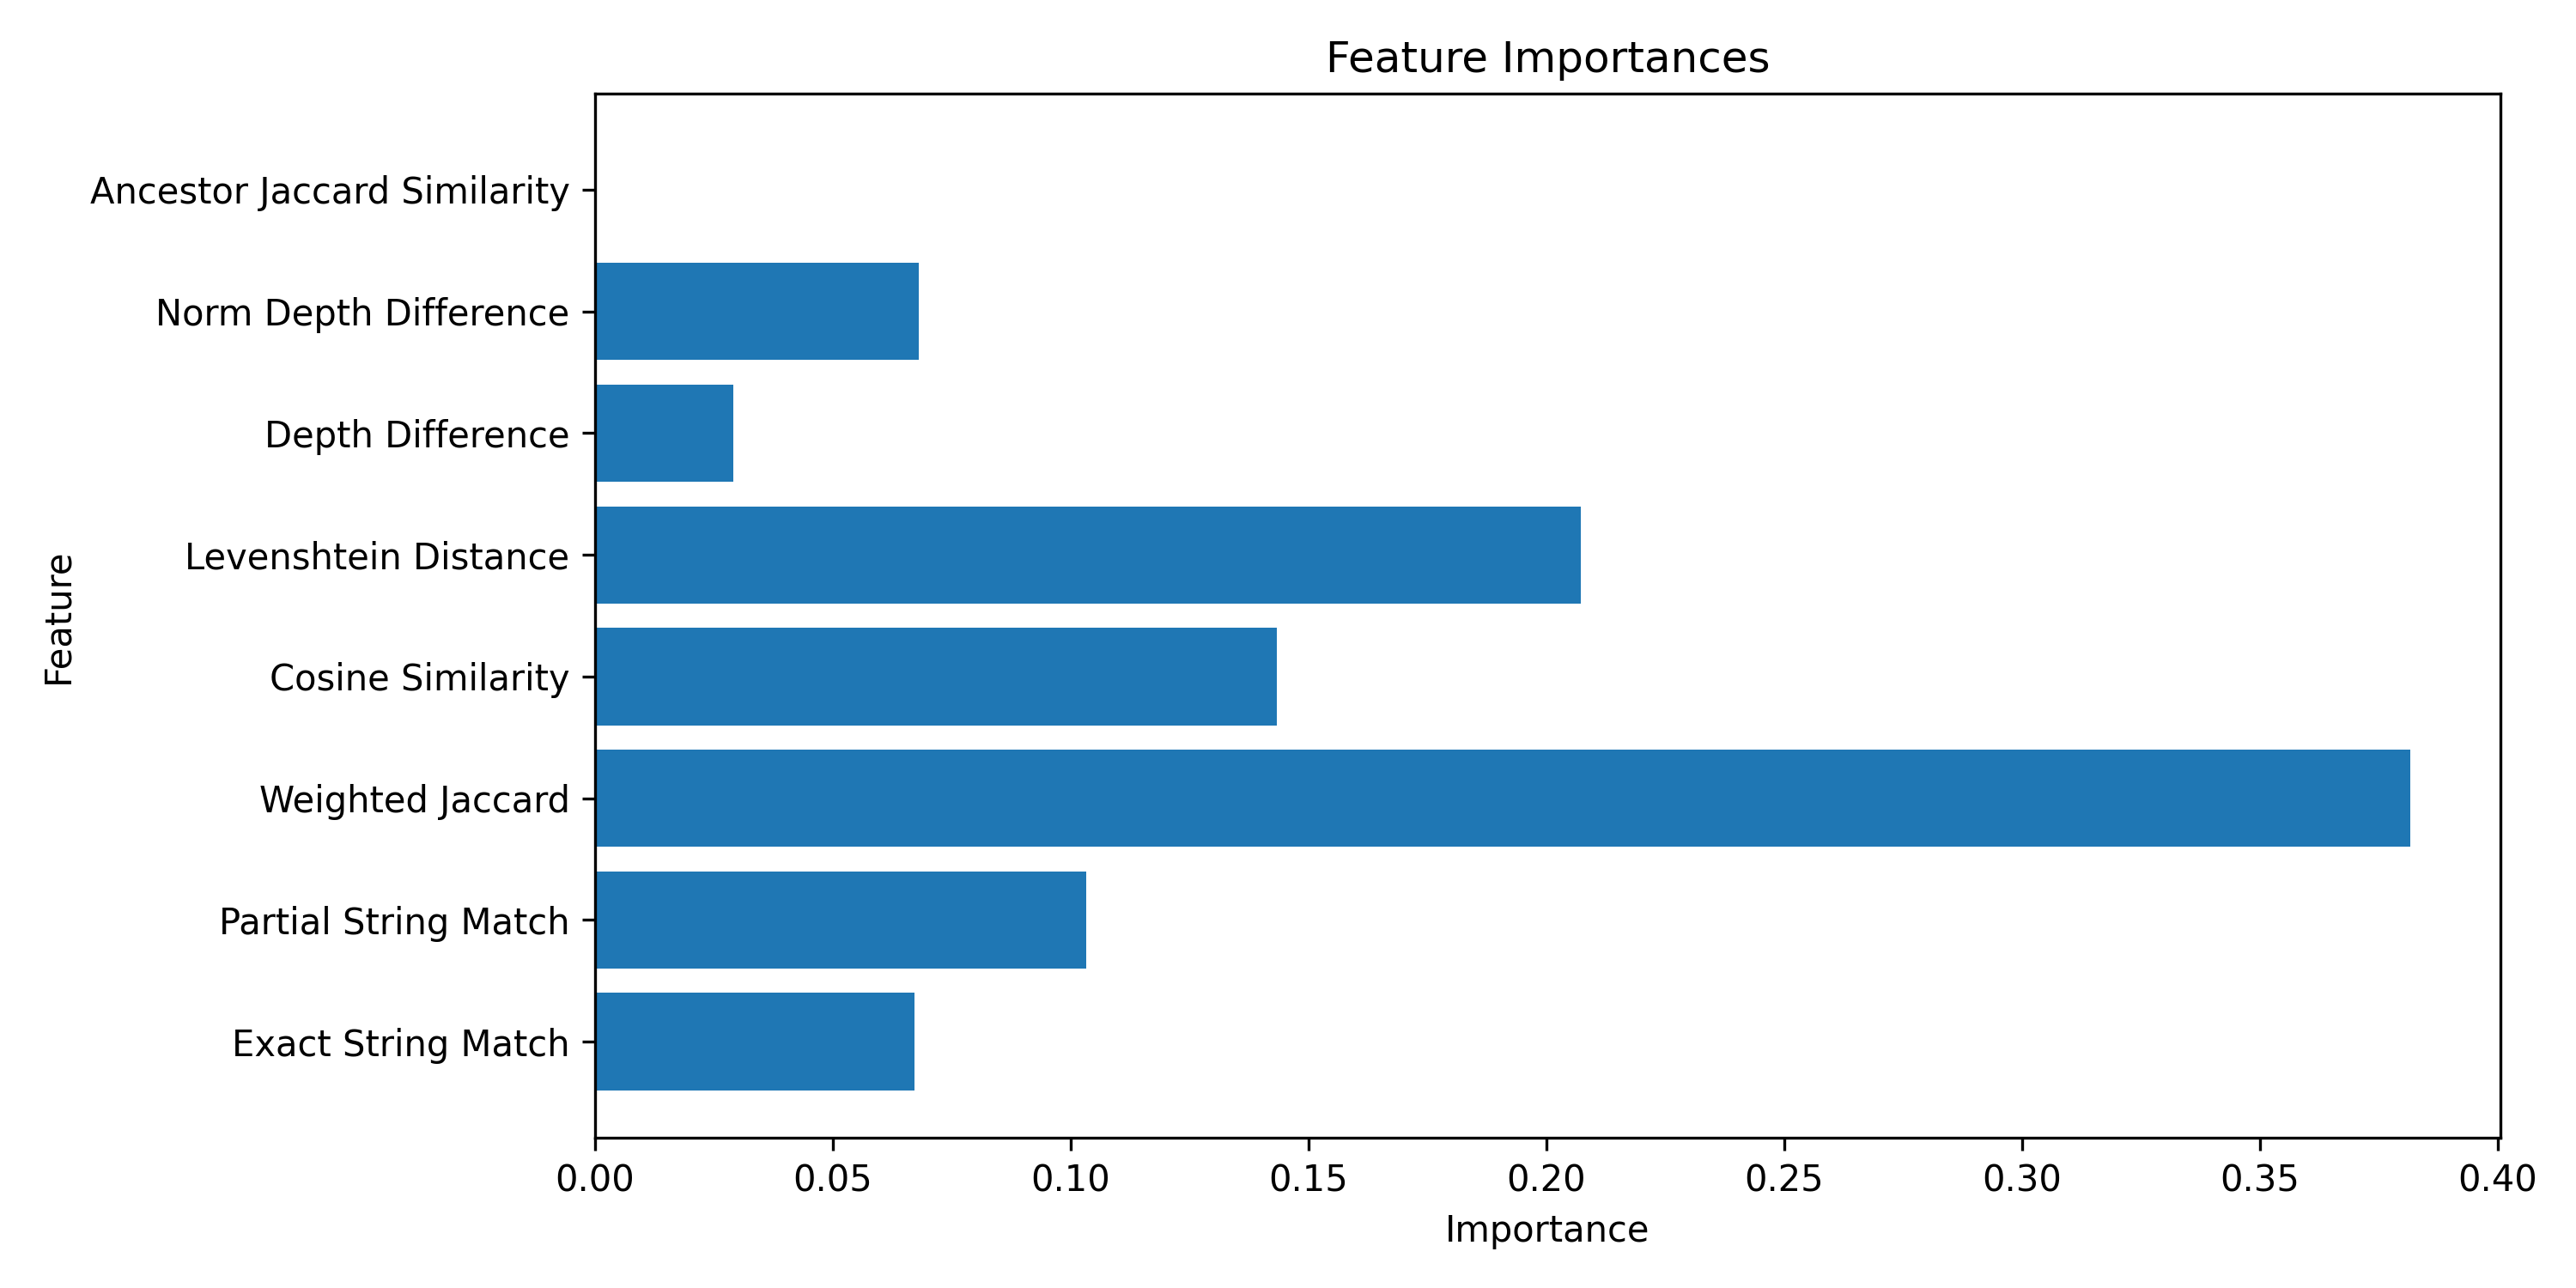 Feature Importances
Ancestor Jaccard Similarity
Norm Depth Difference
Depth Difference
Levenshtein Distance
Cosine Similarity
Weighted Jaccard
Partial String Match
Exact String Match
Feature
0.00 0.05 0.10 0.15 0.20 0.25 0.30 0.35 0.40
Importance